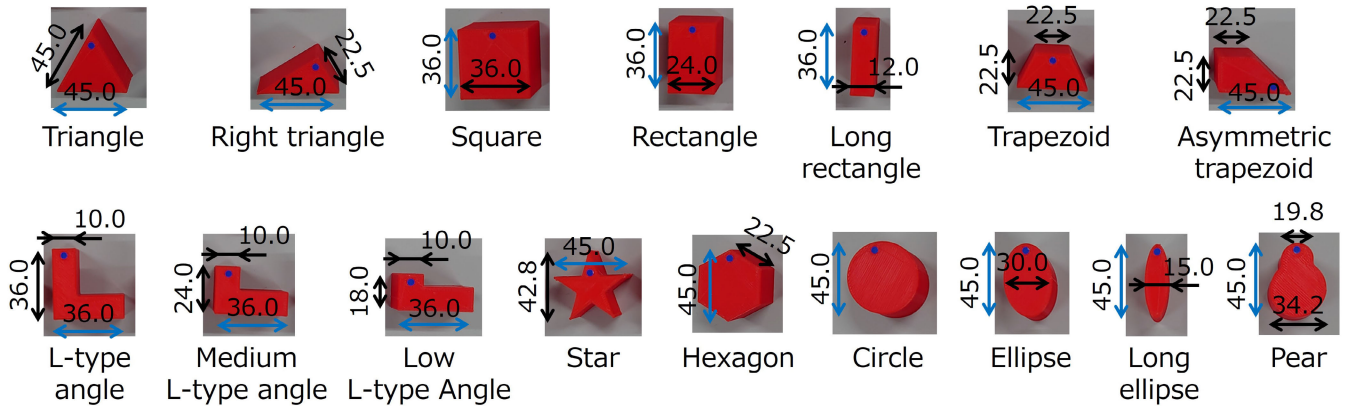 45.0
45.0
Triangle
22.5
45.0
Right triangle
36.0
36.0
Square
36.0
24.0
Rectangle
36.0
12.0
Long
rectangle
22.5
22.5
45.0
Trapezoid
22.5
22.5
45.0
Asymmetric
trapezoid
10.0
36.0
36.0
L-type
angle
10.0
24.0
36.0
Medium
L-type angle
10.0
18.0
36.0
Low
L-type Angle
45.0
42.8
Star
22.5
45.0
Hexagon
45.0
Circle
45.0
30.0
Ellipse
45.0
15.0
Long
ellipse
19.8
45.0
34.2
Pear